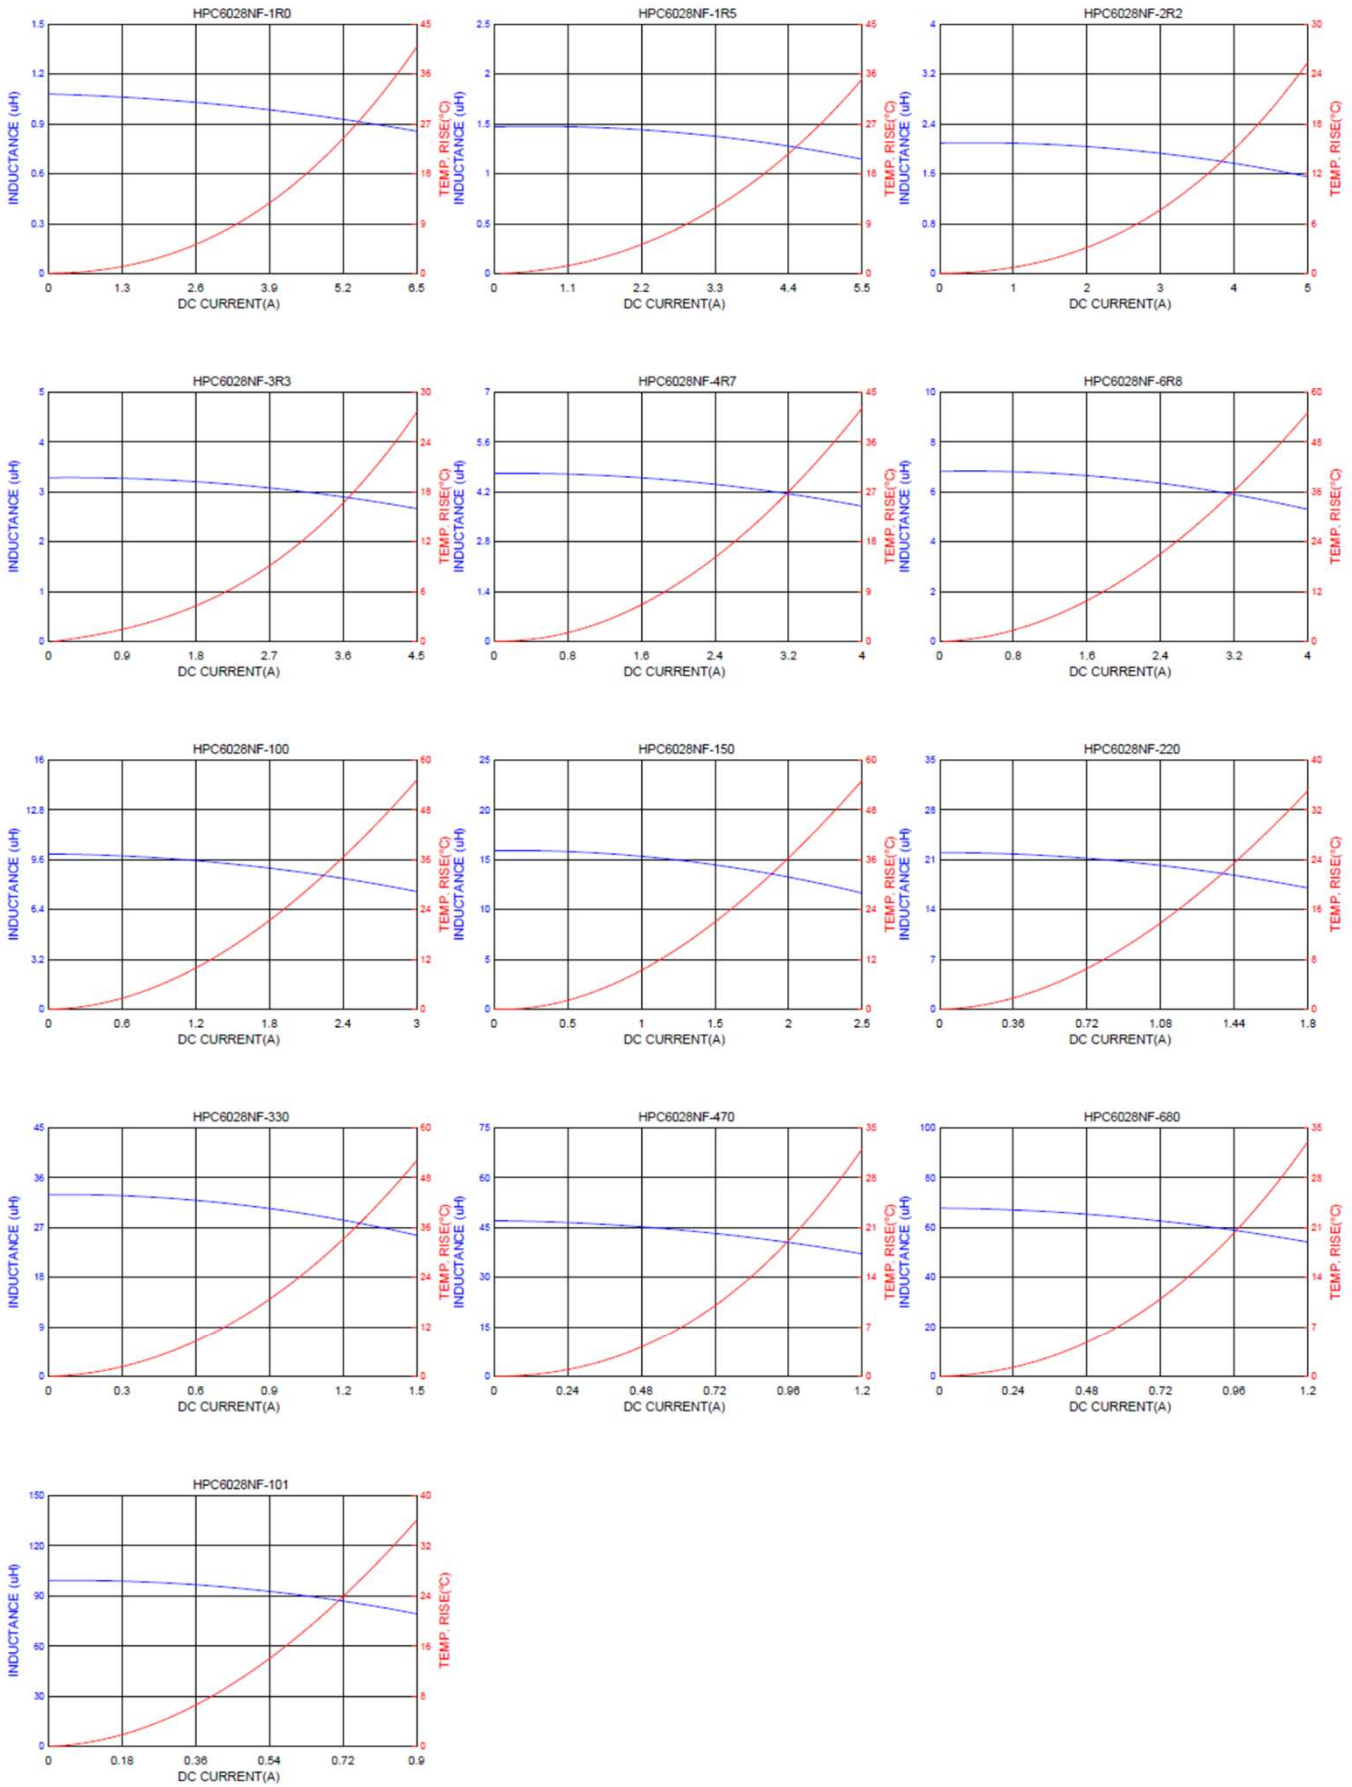 HPC6028NF-1R0
1.5
1.2
0.9
0.6
0.3
0
45
36
27
18
9
0
INDUCTANCE (uH)
TEMP. RISE(°C)
0 1.3 2.6 3.9 5.2 6.5
DC CURRENT(A)
HPC6028NF-1R5
2.5
2
1.5
1
0.5
0
45
36
27
18
9
0
INDUCTANCE (uH)
TEMP. RISE(°C)
0 1.1 2.2 3.3 4.4 5.5
DC CURRENT(A)
HPC6028NF-2R2
4
3.2
2.4
1.6
0.8
0
30
24
18
12
6
0
INDUCTANCE (uH)
TEMP. RISE(°C)
0 1 2 3 4 5
DC CURRENT(A)
HPC6028NF-3R3
5
4
3
2
1
0
30
24
18
12
6
0
INDUCTANCE (uH)
TEMP. RISE(°C)
0 0.9 1.8 2.7 3.6 4.5
DC CURRENT(A)
HPC6028NF-4R7
7
5.6
4.2
2.8
1.4
0
45
36
27
18
9
0
INDUCTANCE (uH)
TEMP. RISE(°C)
0 0.8 1.6 2.4 3.2 4
DC CURRENT(A)
HPC6028NF-6R8
10
8
6
4
2
0
60
48
36
24
12
0
INDUCTANCE (uH)
TEMP. RISE(°C)
0 0.8 1.6 2.4 3.2 4
DC CURRENT(A)
HPC6028NF-100
16
12.8
9.6
6.4
3.2
0
60
48
36
24
12
0
INDUCTANCE (uH)
TEMP. RISE(°C)
0 0.6 1.2 1.8 2.4 3
DC CURRENT(A)
HPC6028NF-150
25
20
15
10
5
0
60
48
36
24
12
0
INDUCTANCE (uH)
TEMP. RISE(°C)
0 0.5 1 1.5 2 2.5
DC CURRENT(A)
HPC6028NF-220
35
28
21
14
7
0
40
32
24
16
8
0
INDUCTANCE (uH)
TEMP. RISE(°C)
0 0.36 0.72 1.08 1.44 1.8
DC CURRENT(A)
HPC6028NF-330
45
36
27
18
9
0
60
48
36
24
12
0
INDUCTANCE (uH)
TEMP. RISE(°C)
0 0.3 0.6 0.9 1.2 1.5
DC CURRENT(A)
HPC6028NF-470
75
60
45
30
15
0
35
28
21
14
7
0
INDUCTANCE (uH)
TEMP. RISE(°C)
0 0.24 0.48 0.72 0.96 1.2
DC CURRENT(A)
HPC6028NF-680
100
80
60
40
20
0
35
28
21
14
7
0
INDUCTANCE (uH)
TEMP. RISE(°C)
0 0.24 0.48 0.72 0.96 1.2
DC CURRENT(A)
HPC6028NF-101
150
120
90
60
30
0
40
32
24
16
8
0
INDUCTANCE (uH)
TEMP. RISE(°C)
0 0.18 0.36 0.54 0.72 0.9
DC CURRENT(A)